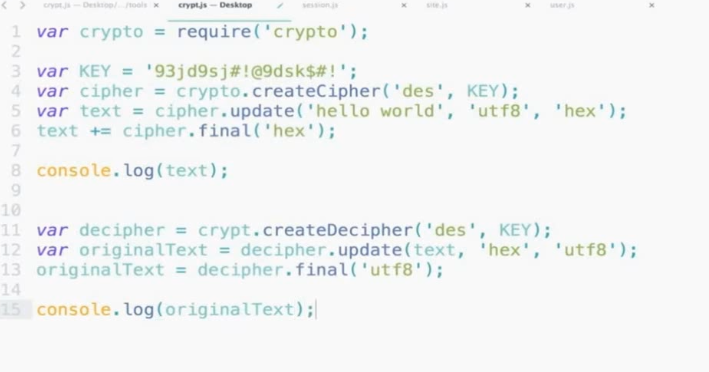 crypt.js — Desktop/.../tools
crypt.js — Desktop
session.js
site.js
user.js
1 var crypto = require('crypto');
2
3 var KEY = '93jd9sj#!@9dsk$#!';
4 var cipher = crypto.createCipher('des', KEY);
5 var text = cipher.update('hello world', 'utf8', 'hex');
6 text += cipher.final('hex');
7
8 console.log(text);
9
10
11 var decipher = crypt.createDecipher('des', KEY);
12 var originalText = decipher.update(text, 'hex', 'utf8');
13 originalText = decipher.final('utf8');
14
15 console.log(originalText);